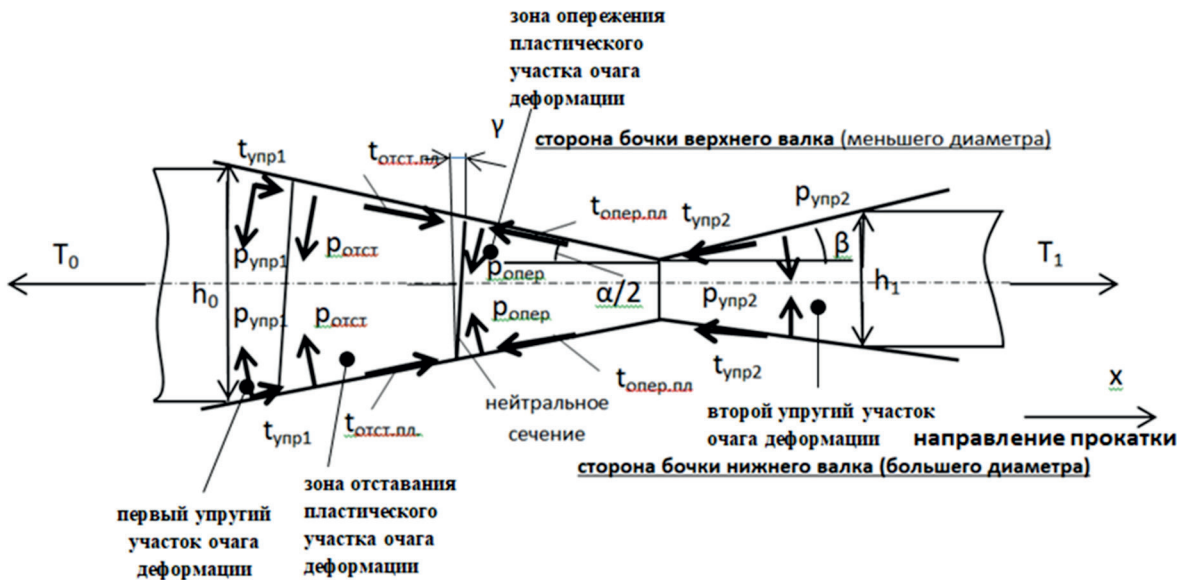 зона опережения
пластического
участка очага
деформации
сторона бочки верхнего валка (меньшего диаметра)
γ
tупр1
tотст.пл
tопер.пл
tупр2
pупр2
β
T0
h0
pупр1
pотст
pопер
α/2
h1
T1
pупр1
pотст
pопер
pупр2
tупр1
tотст.пл.
tопер.пл
tупр2
x
нейтральное
сечение
второй упругий участок
очага деформации
направление прокатки
сторона бочки нижнего валка (большего диаметра)
зона отставания
пластического
участка очага
деформации
первый упругий
участок очага
деформации